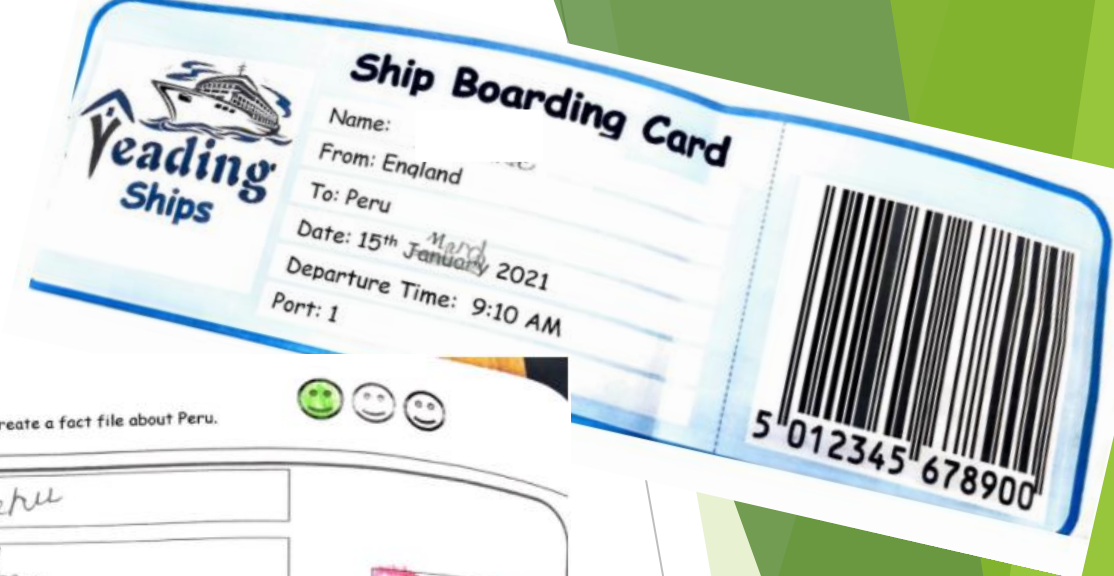 Ship Boarding Card
Yeading
Ships
Name:
From: England
To: Peru
Date: 15th January March 2021
Departure Time: 9:10 AM
Port: 1
5 012345 678900
reate a fact file about Peru.
eru